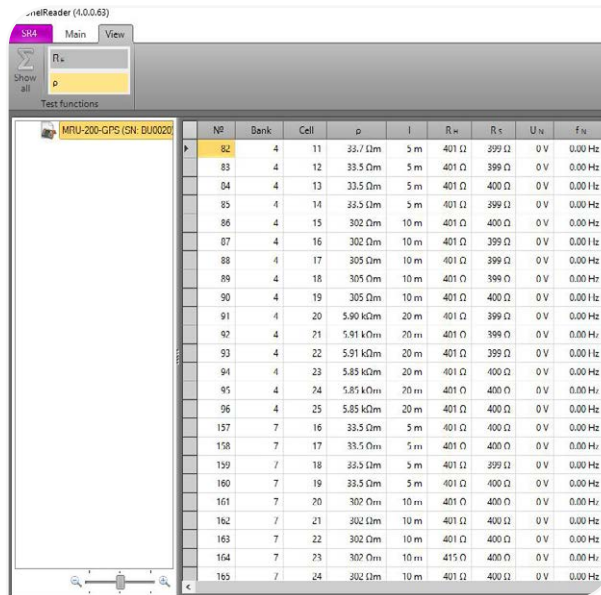 nelReader (4.0.0.63)
SR4 Main View
Show all
R H
ρ
Test functions
MRU-200-GPS (SN: BU0020
Nº Bank Cell ρ l R H R S U N f N
82 4 11 33.7 Ωm 5 m 401 Ω 399 Ω 0 V 0.00 Hz
83 4 12 33.5 Ωm 5 m 401 Ω 399 Ω 0 V 0.00 Hz
84 4 13 33.5 Ωm 5 m 401 Ω 400 Ω 0 V 0.00 Hz
85 4 14 33.5 Ωm 5 m 401 Ω 399 Ω 0 V 0.00 Hz
86 4 15 302 Ωm 10 m 401 Ω 400 Ω 0 V 0.00 Hz
87 4 16 302 Ωm 10 m 401 Ω 399 Ω 0 V 0.00 Hz
88 4 17 305 Ωm 10 m 401 Ω 399 Ω 0 V 0.00 Hz
89 4 18 305 Ωm 10 m 401 Ω 399 Ω 0 V 0.00 Hz
90 4 19 305 Ωm 10 m 401 Ω 400 Ω 0 V 0.00 Hz
91 4 20 5.90 kΩm 20 m 401 Ω 399 Ω 0 V 0.00 Hz
92 4 21 5.91 kΩm 20 m 401 Ω 399 Ω 0 V 0.00 Hz
93 4 22 5.91 kΩm 20 m 401 Ω 399 Ω 0 V 0.00 Hz
94 4 23 5.85 kΩm 20 m 401 Ω 400 Ω 0 V 0.00 Hz
95 4 24 5.85 kΩm 20 m 401 Ω 400 Ω 0 V 0.00 Hz
96 4 25 5.85 kΩm 20 m 401 Ω 400 Ω 0 V 0.00 Hz
157 7 16 33.5 Ωm 5 m 401 Ω 400 Ω 0 V 0.00 Hz
158 7 17 33.5 Ωm 5 m 401 Ω 400 Ω 0 V 0.00 Hz
159 7 18 33.5 Ωm 5 m 401 Ω 399 Ω 0 V 0.00 Hz
160 7 19 33.5 Ωm 5 m 401 Ω 400 Ω 0 V 0.00 Hz
161 7 20 302 Ωm 10 m 401 Ω 400 Ω 0 V 0.00 Hz
162 7 21 302 Ωm 10 m 401 Ω 400 Ω 0 V 0.00 Hz
163 7 22 302 Ωm 10 m 401 Ω 400 Ω 0 V 0.00 Hz
164 7 23 302 Ωm 10 m 415 Ω 400 Ω 0 V 0.00 Hz
165 7 24 302 Ωm 10 m 401 Ω 400 Ω 0 V 0.00 Hz